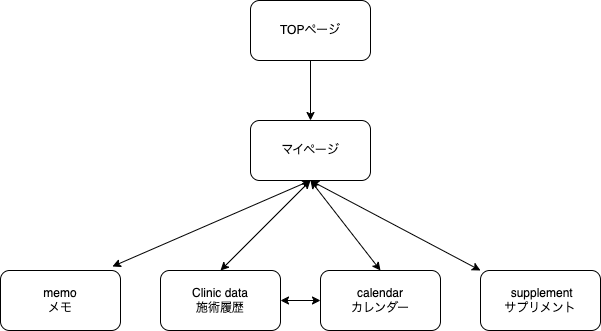 TOPページ
マイページ
memo
メモ
Clinic data
施術履歴
calendar
カレンダー
supplement
サプリメント